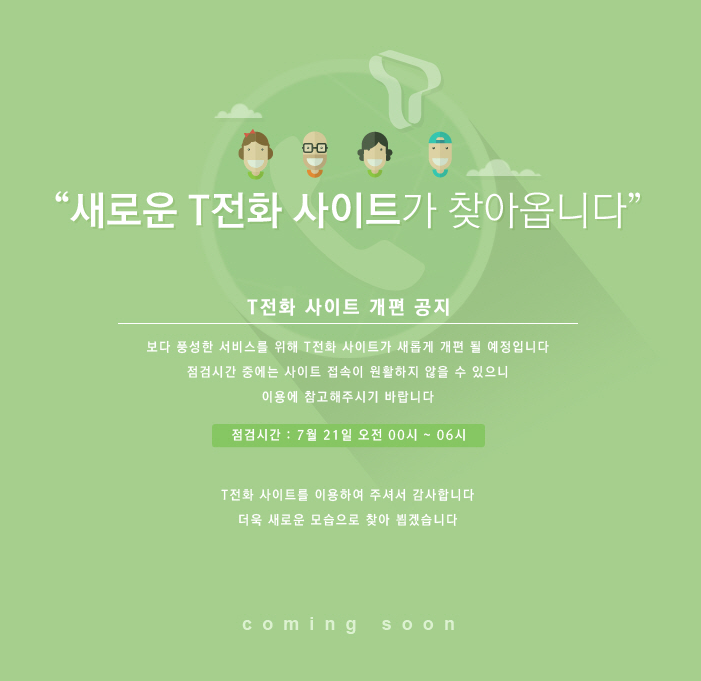 “새로운 T전화 사이트가 찾아옵니다”
T전화 사이트 개편 공지
보다 풍성한 서비스를 위해 T전화 사이트가 새롭게 개편 될 예정입니다
점검시간 중에는 사이트 접속이 원활하지 않을 수 있으니
이용에 참고해주시기 바랍니다
점검시간 : 7월 21일 오전 00시 ~ 06시
T전화 사이트를 이용하여 주셔서 감사합니다
더욱 새로운 모습으로 찾아 뵙겠습니다
coming soon